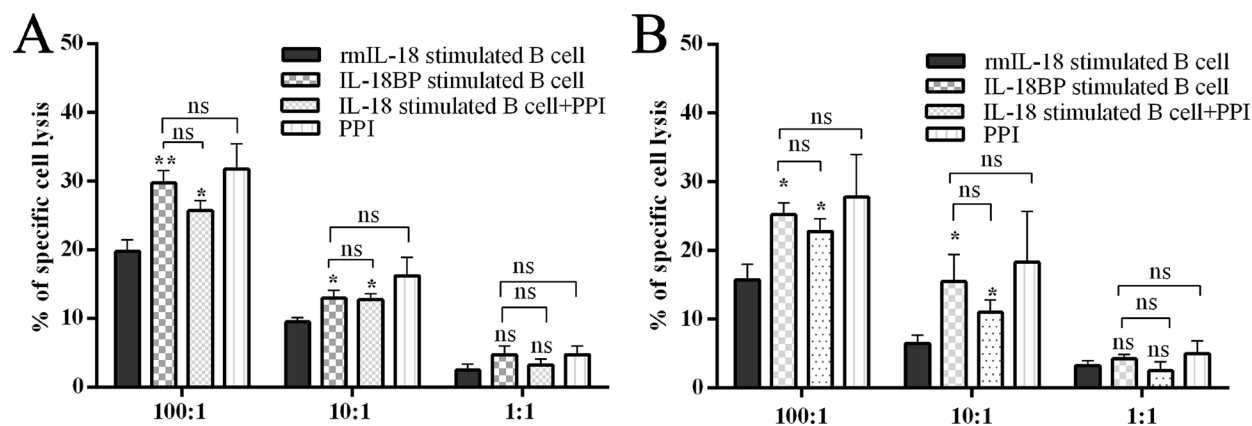 A
% of specific cell lysis
50
40
30
20
10
0
rmIL-18 stimulated B cell
IL-18BP stimulated B cell
IL-18 stimulated B cell+PPI
PPI
ns
ns
**
*
ns
ns
*
*
ns
ns
ns
ns
100:1
10:1
1:1
B
% of specific cell lysis
50
40
30
20
10
0
rmIL-18 stimulated B cell
IL-18BP stimulated B cell
IL-18 stimulated B cell+PPI
PPI
ns
ns
*
*
ns
ns
*
*
ns
ns
ns
ns
100:1
10:1
1:1